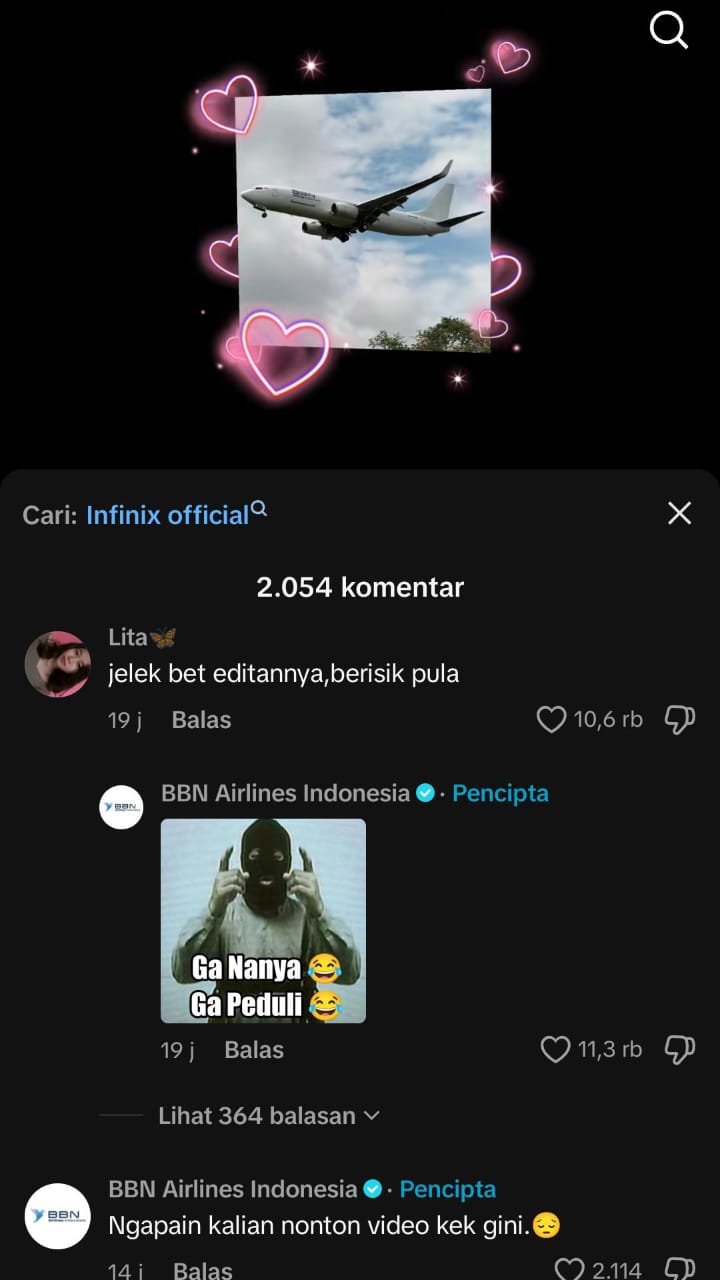 Cari: Infinix official
2.054 komentar
Lita🦋
jelek bet editannya,berisik pula
19 j Balas 10,6 rb
BBN Airlines Indonesia · Pencipta
Ga Nanya 😂
Ga Peduli 😂
19 j Balas 11,3 rb
Lihat 364 balasan
BBN Airlines Indonesia · Pencipta
Ngapain kalian nonton video kek gini.😔
14 j Balas 2.114